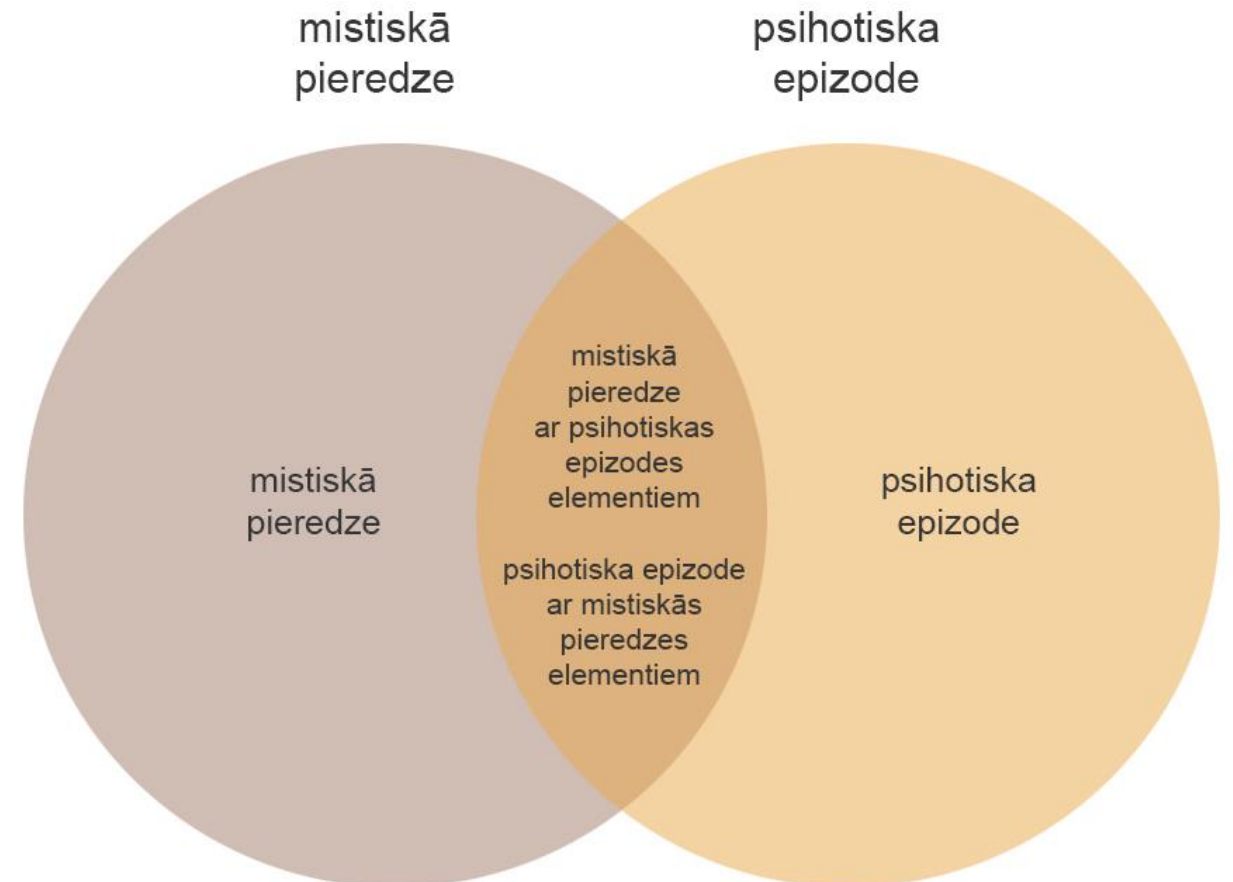 mistiskā
pieredze
psihotiska
epizode
mistiskā
pieredze
mistiskā
pieredze
ar psihotiskas
epizodes
elementiem
psihotiska epizode
ar mistiskās
pieredzes
elementiem
psihotiska
epizode